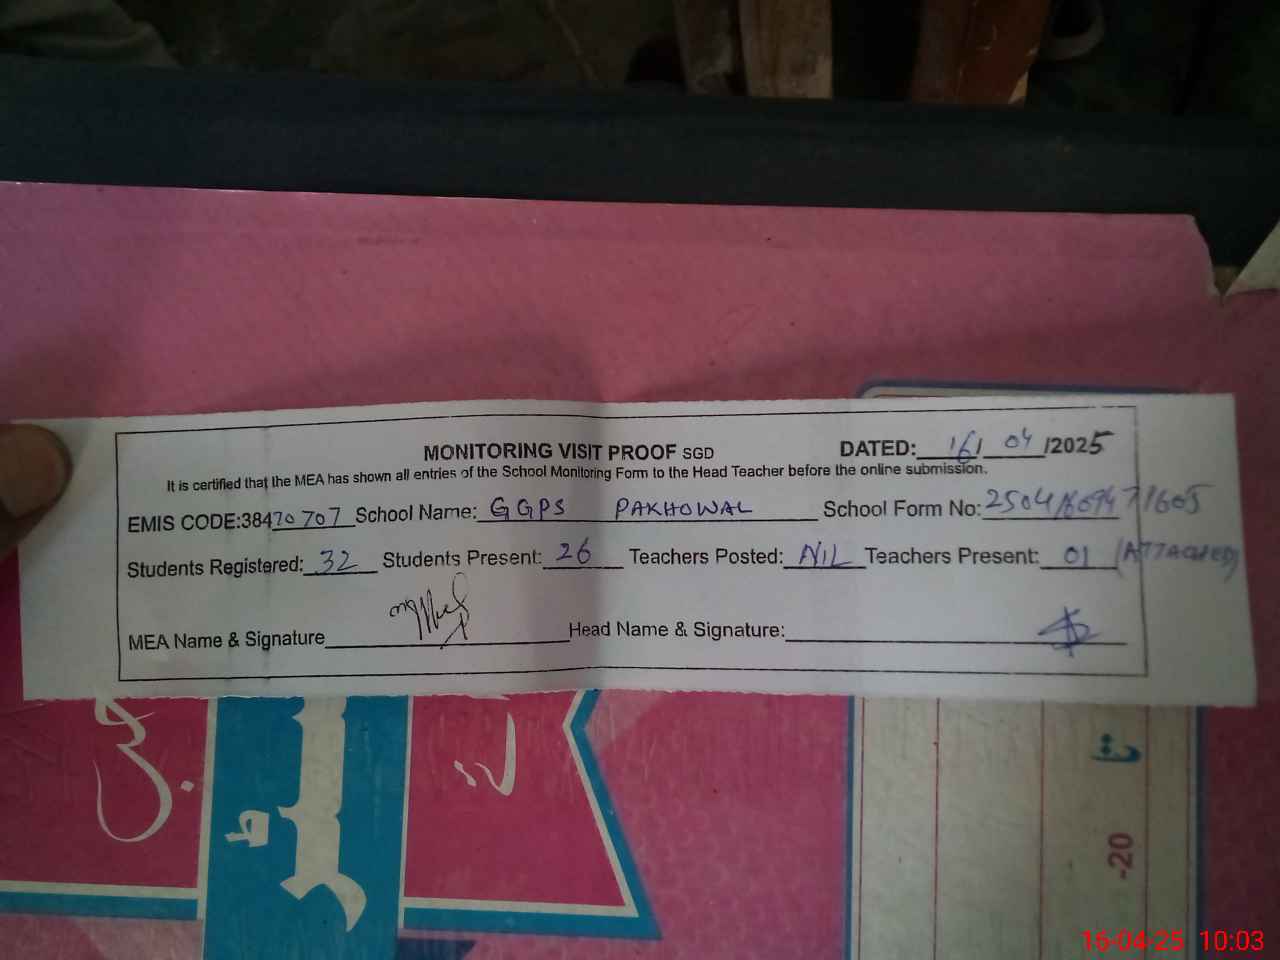 MONITORING VISIT PROOF SGD DATED: 16/ 04 /2025
It is certified that the MEA has shown all entries of the School Monitoring Form to the Head Teacher before the online submission.
EMIS CODE:38470707 School Name: GGPS PAKHOWAL School Form No:
Students Registered: 32 Students Present: 26 Teachers Posted: NIL Teachers Present: 01 (ATTACHED)
MEA Name & Signature Head Name & Signature:
-20
16-04-25 10:03